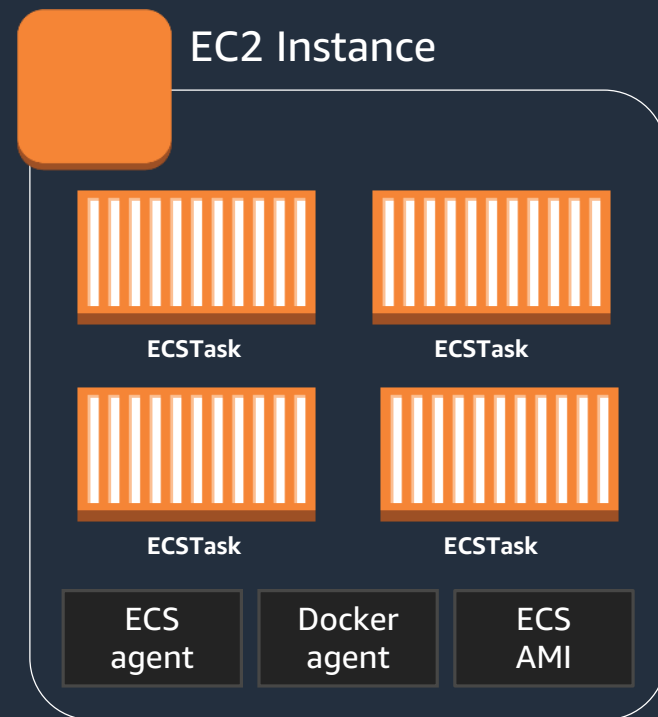 EC2 Instance
ECSTask
ECSTask
ECSTask
ECSTask
ECS
agent
Docker
agent
ECS
AMI